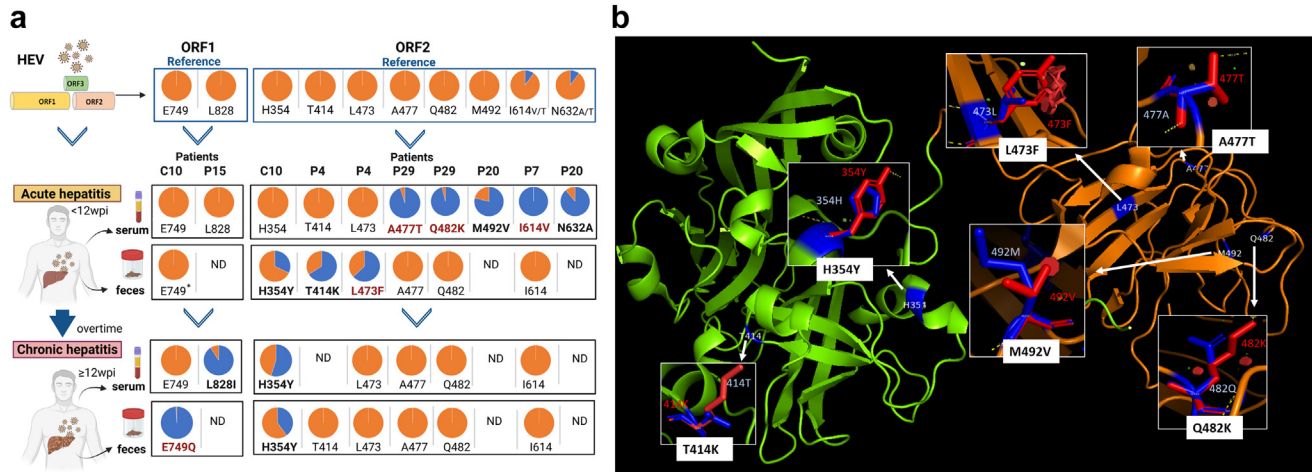 a
HEV
ORF3
ORF1
ORF2
ORF1
Reference
E749
L828
ORF2
Reference
H354
T414
L473
A477
Q482
M492
I614V/T
N632A/T
Patients
C10
P15
Patients
C10
P4
P4
P29
P29
P20
P7
P20
Acute hepatitis
<12wpi
serum
feces
E749
L828
H354
T414
L473
A477T
Q482K
M492V
I614V
N632A
E749*
ND
H354Y
T414K
L473F
A477
Q482
ND
I614
ND
overtime
Chronic hepatitis
≥12wpi
serum
feces
E749
L828I
H354Y
ND
L473
A477
Q482
ND
I614
ND
E749Q
ND
H354Y
T414
L473
A477
Q482
ND
I614
ND
b
473L
473F
L473F
477T
477A
A477T
354Y
354H
H354Y
H354
T414
414T
414K
T414K
A477
L473
Q482
M492
492M
492V
M492V
482K
482Q
Q482K